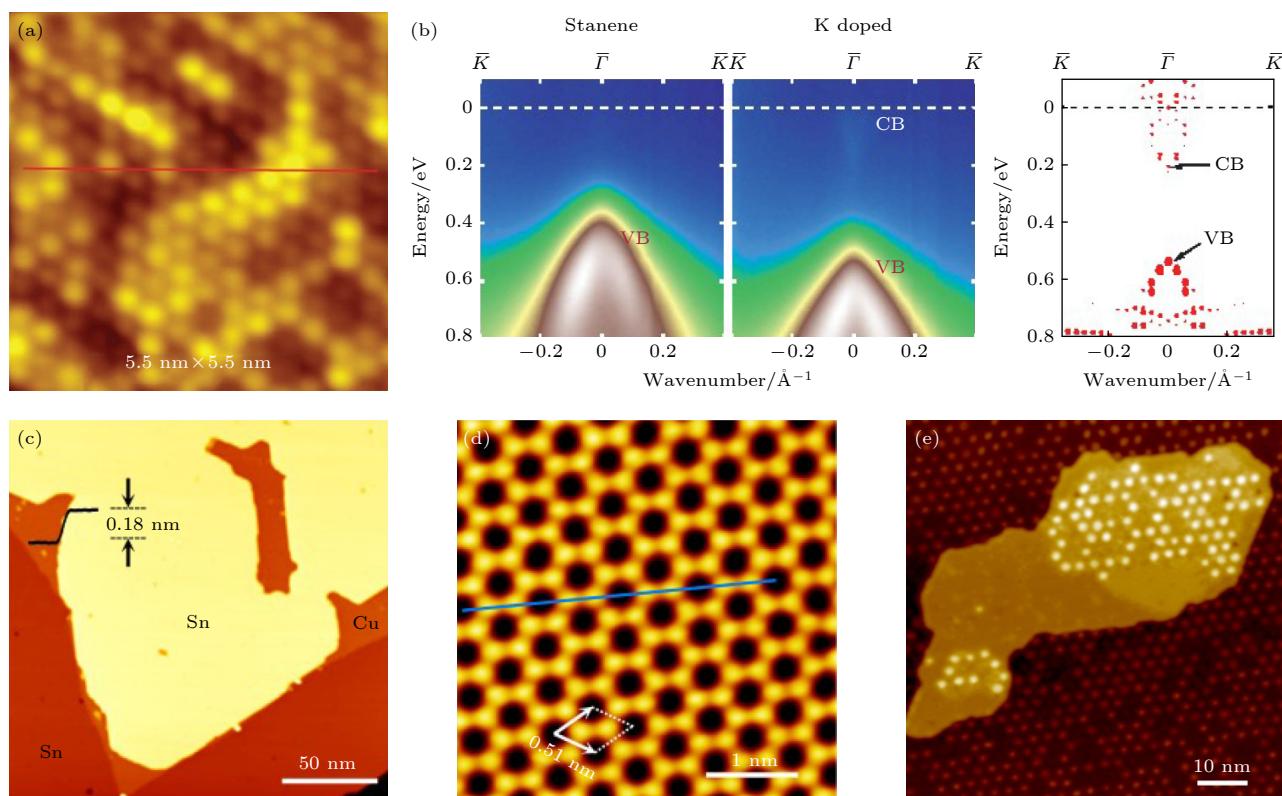 (a)
5.5 nm×5.5 nm
(b)
Stanene
K doped
K̅ Γ̅ K̅ K̅ Γ̅ K̅ K̅ Γ̅ K̅
Energy/eV
0
0.2
0.4
0.6
0.8
VB
CB
VB
−0.2 0 0.2 −0.2 0 0.2
Wavenumber/Å⁻¹
Energy/eV
0
0.2
0.4
0.6
0.8
CB
VB
−0.2 0 0.2
Wavenumber/Å⁻¹
(c)
0.18 nm
Sn
Cu
Sn
50 nm
(d)
0.51 nm
1 nm
(e)
10 nm